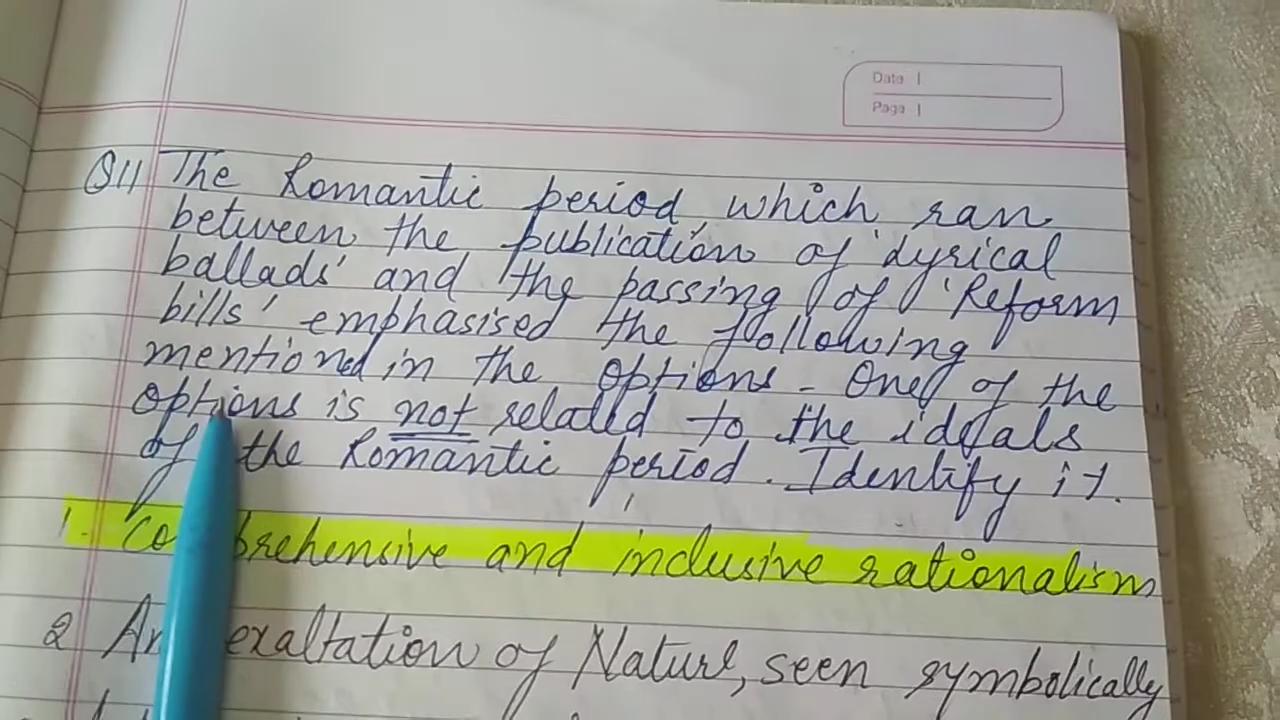 Date
Page
Q11 The Romantic period, which ran
between the publication of 'Lyrical
ballads' and the passing of 'Reform
bills' emphasised the following
mentioned in the options - One of the
options is not related to the ideals
of the Romantic period. Identify it.
1. Co brehensive and inclusive rationalism
2 An exaltation of Nature, seen symbolically